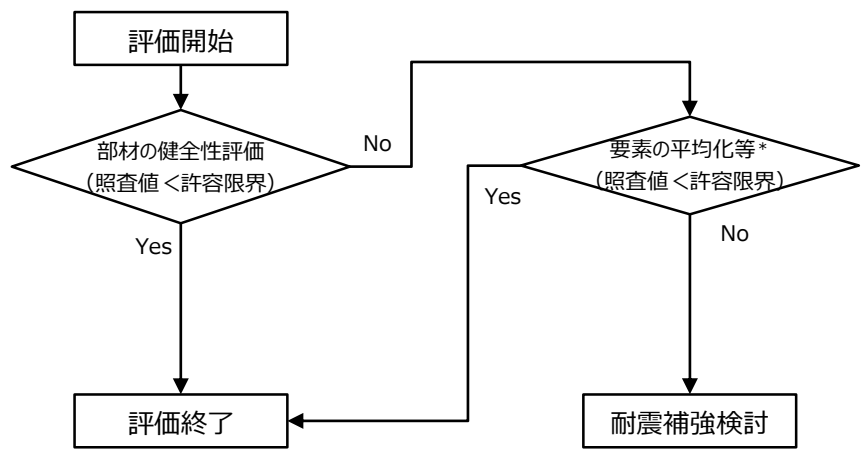 評価開始
部材の健全性評価
（照査値＜許容限界）
No
Yes
要素の平均化等*
（照査値＜許容限界）
Yes
No
評価終了
耐震補強検討